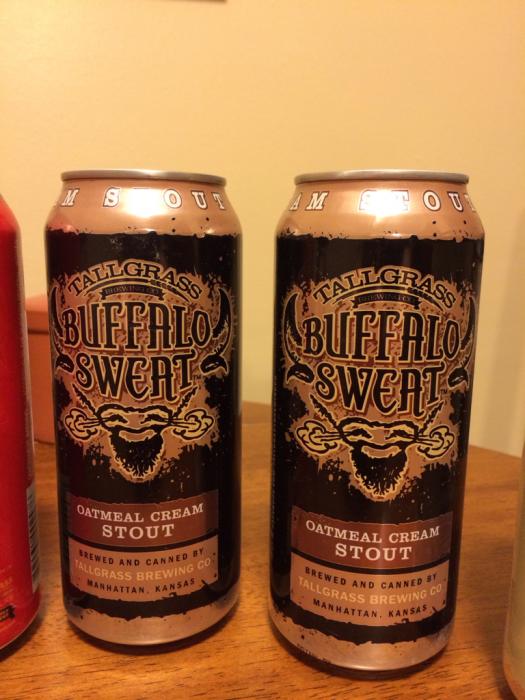 M STOUT
TALLGRASS
BREWING CO.
BUFFALO
SWEAT
OATMEAL CREAM
STOUT
BREWED AND CANNED BY
TALLGRASS BREWING CO.
MANHATTAN, KANSAS
AM STOUT
TALLGRASS
BREWING CO.
BUFFALO
SWEAT
OATMEAL CREAM
STOUT
BREWED AND CANNED BY
TALLGRASS BREWING CO.
MANHATTAN, KANSAS